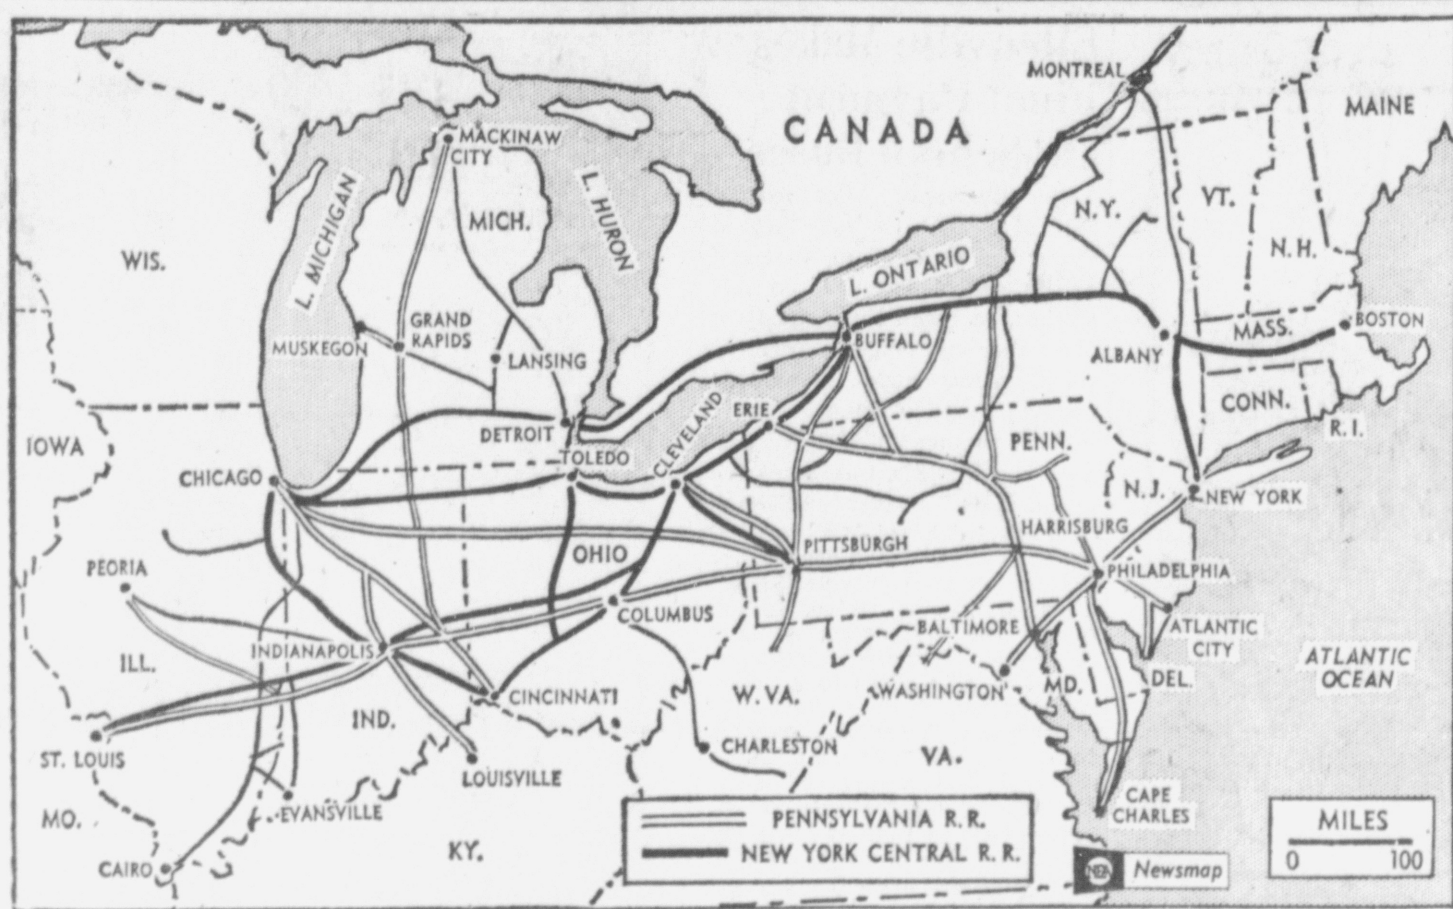 MONTREAL
MAINE
CANADA
MACKINAW
CITY
L. MICHIGAN
MICH.
L. HURON
N.Y.
VT.
N.H.
WIS.
L. ONTARIO
GRAND
RAPIDS
MUSKEGON
LANSING
BUFFALO
ALBANY
MASS.
BOSTON
CONN.
R.I.
IOWA
DETROIT
ERIE
CLEVELAND
PENN.
TOLEDO
CHICAGO
N.J.
NEW YORK
HARRISBURG
OHIO
PITTSBURGH
PEORIA
PHILADELPHIA
COLUMBUS
BALTIMORE
ATLANTIC
CITY
ILL.
INDIANAPOLIS
ATLANTIC
OCEAN
W. VA.
WASHINGTON
MD.
DEL.
CINCINNATI
IND.
ST. LOUIS
LOUISVILLE
CHARLESTON
VA.
EVANSVILLE
MO.
KY.
CAIRO
CAPE
CHARLES
PENNSYLVANIA R.R.
NEW YORK CENTRAL R.R.
MILES
0 100
NEA Newsmap